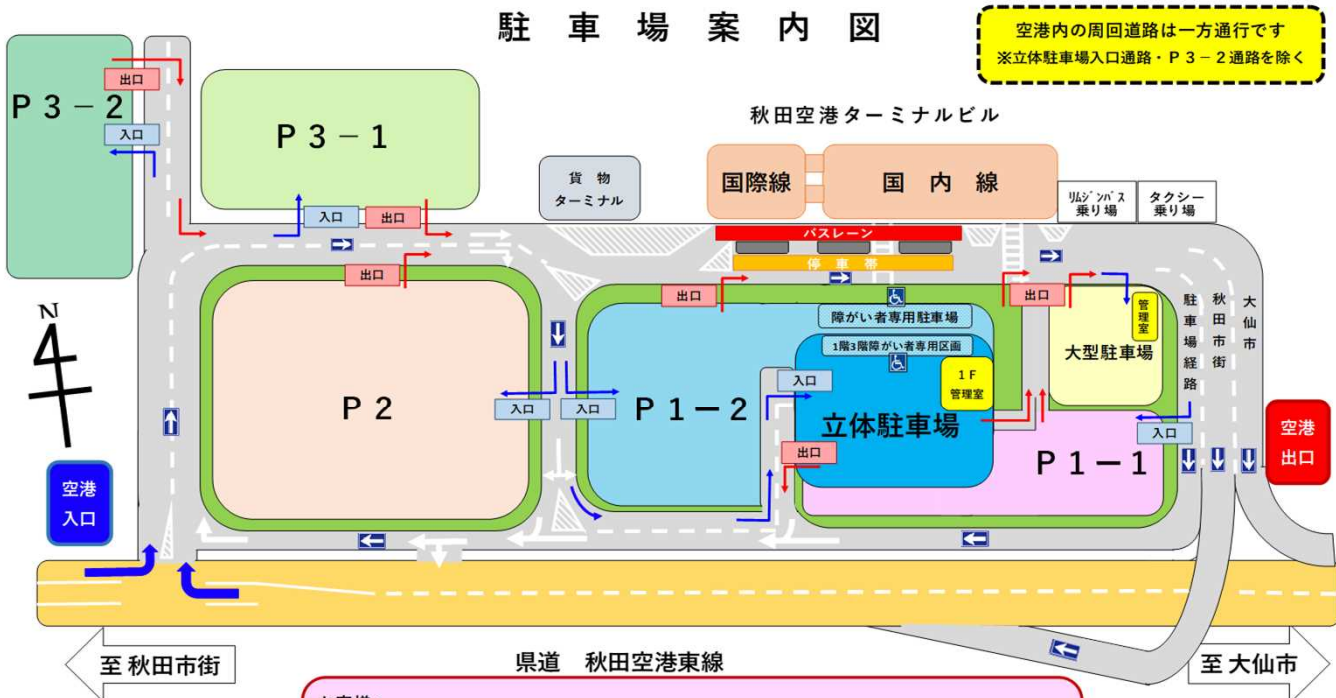 駐車場案内図
空港内の周回道路は一方通行です
※立体駐車場入口通路・P3-2通路を除く
P3-2
出口
入口
P3-1
入口
出口
貨物
ターミナル
秋田空港ターミナルビル
国際線
国内線
リムジンバス
乗り場
タクシー
乗り場
バスレーン
停車帯
出口
出口
出口
障がい者専用駐車場
1階3階障がい者専用区画
管理室
大型駐車場
駐車場経路
秋田市街
大仙市
N
P2
入口
入口
P1-2
入口
1F
管理室
立体駐車場
出口
P1-1
入口
空港
入口
空港
出口
至 秋田市街
県道 秋田空港東線
至 大仙市